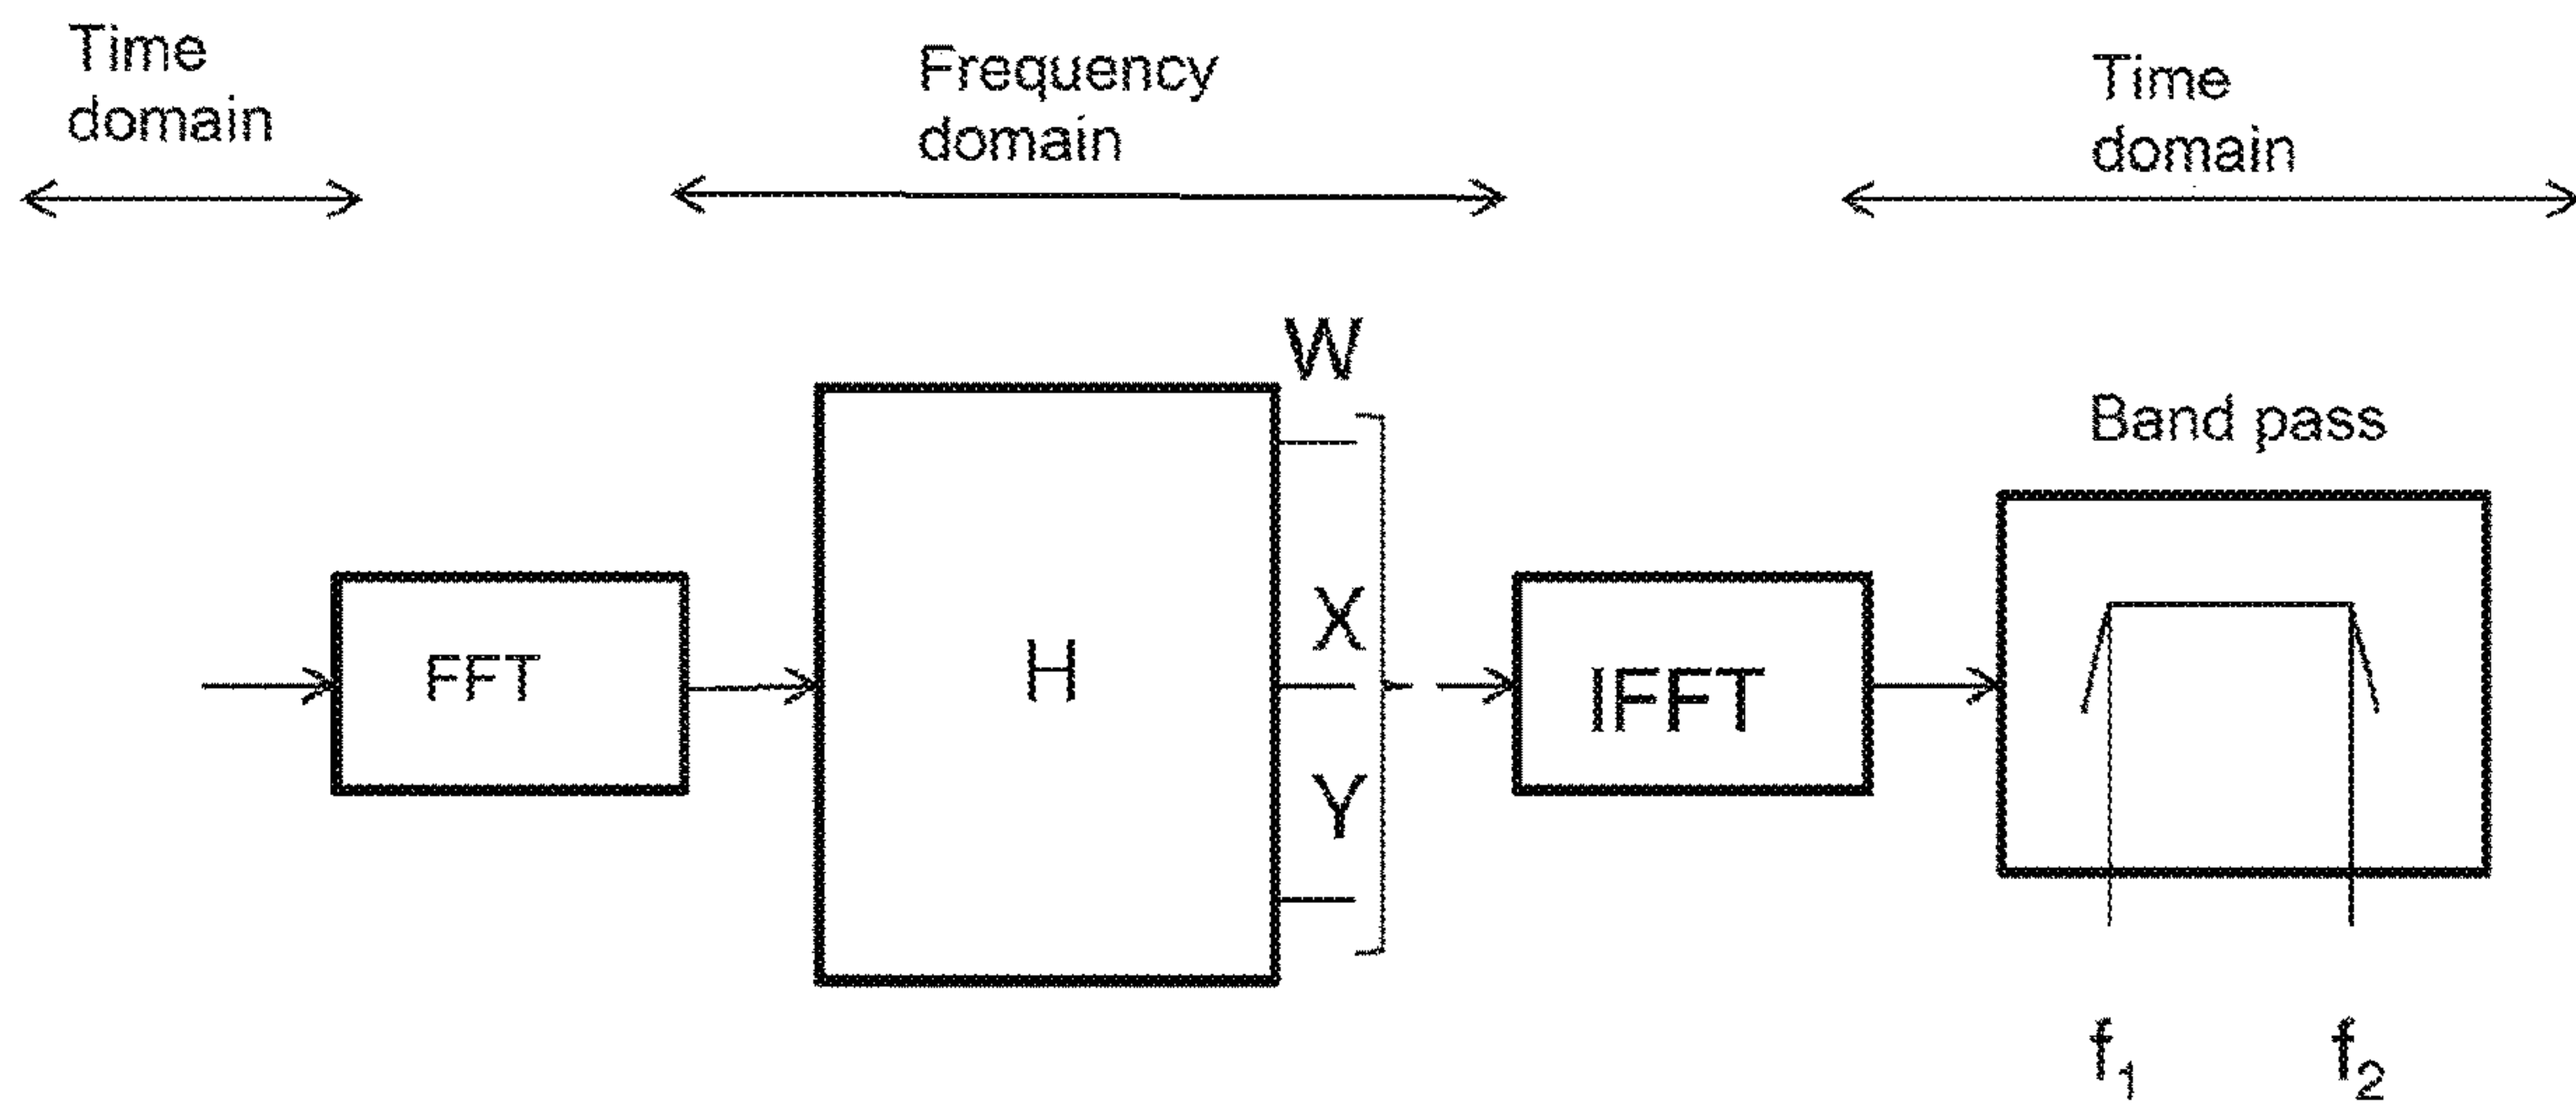 Time
domain
Frequency
domain
Time
domain
W
Band pass
X
FFT
H
IFFT
Y
f1
f2